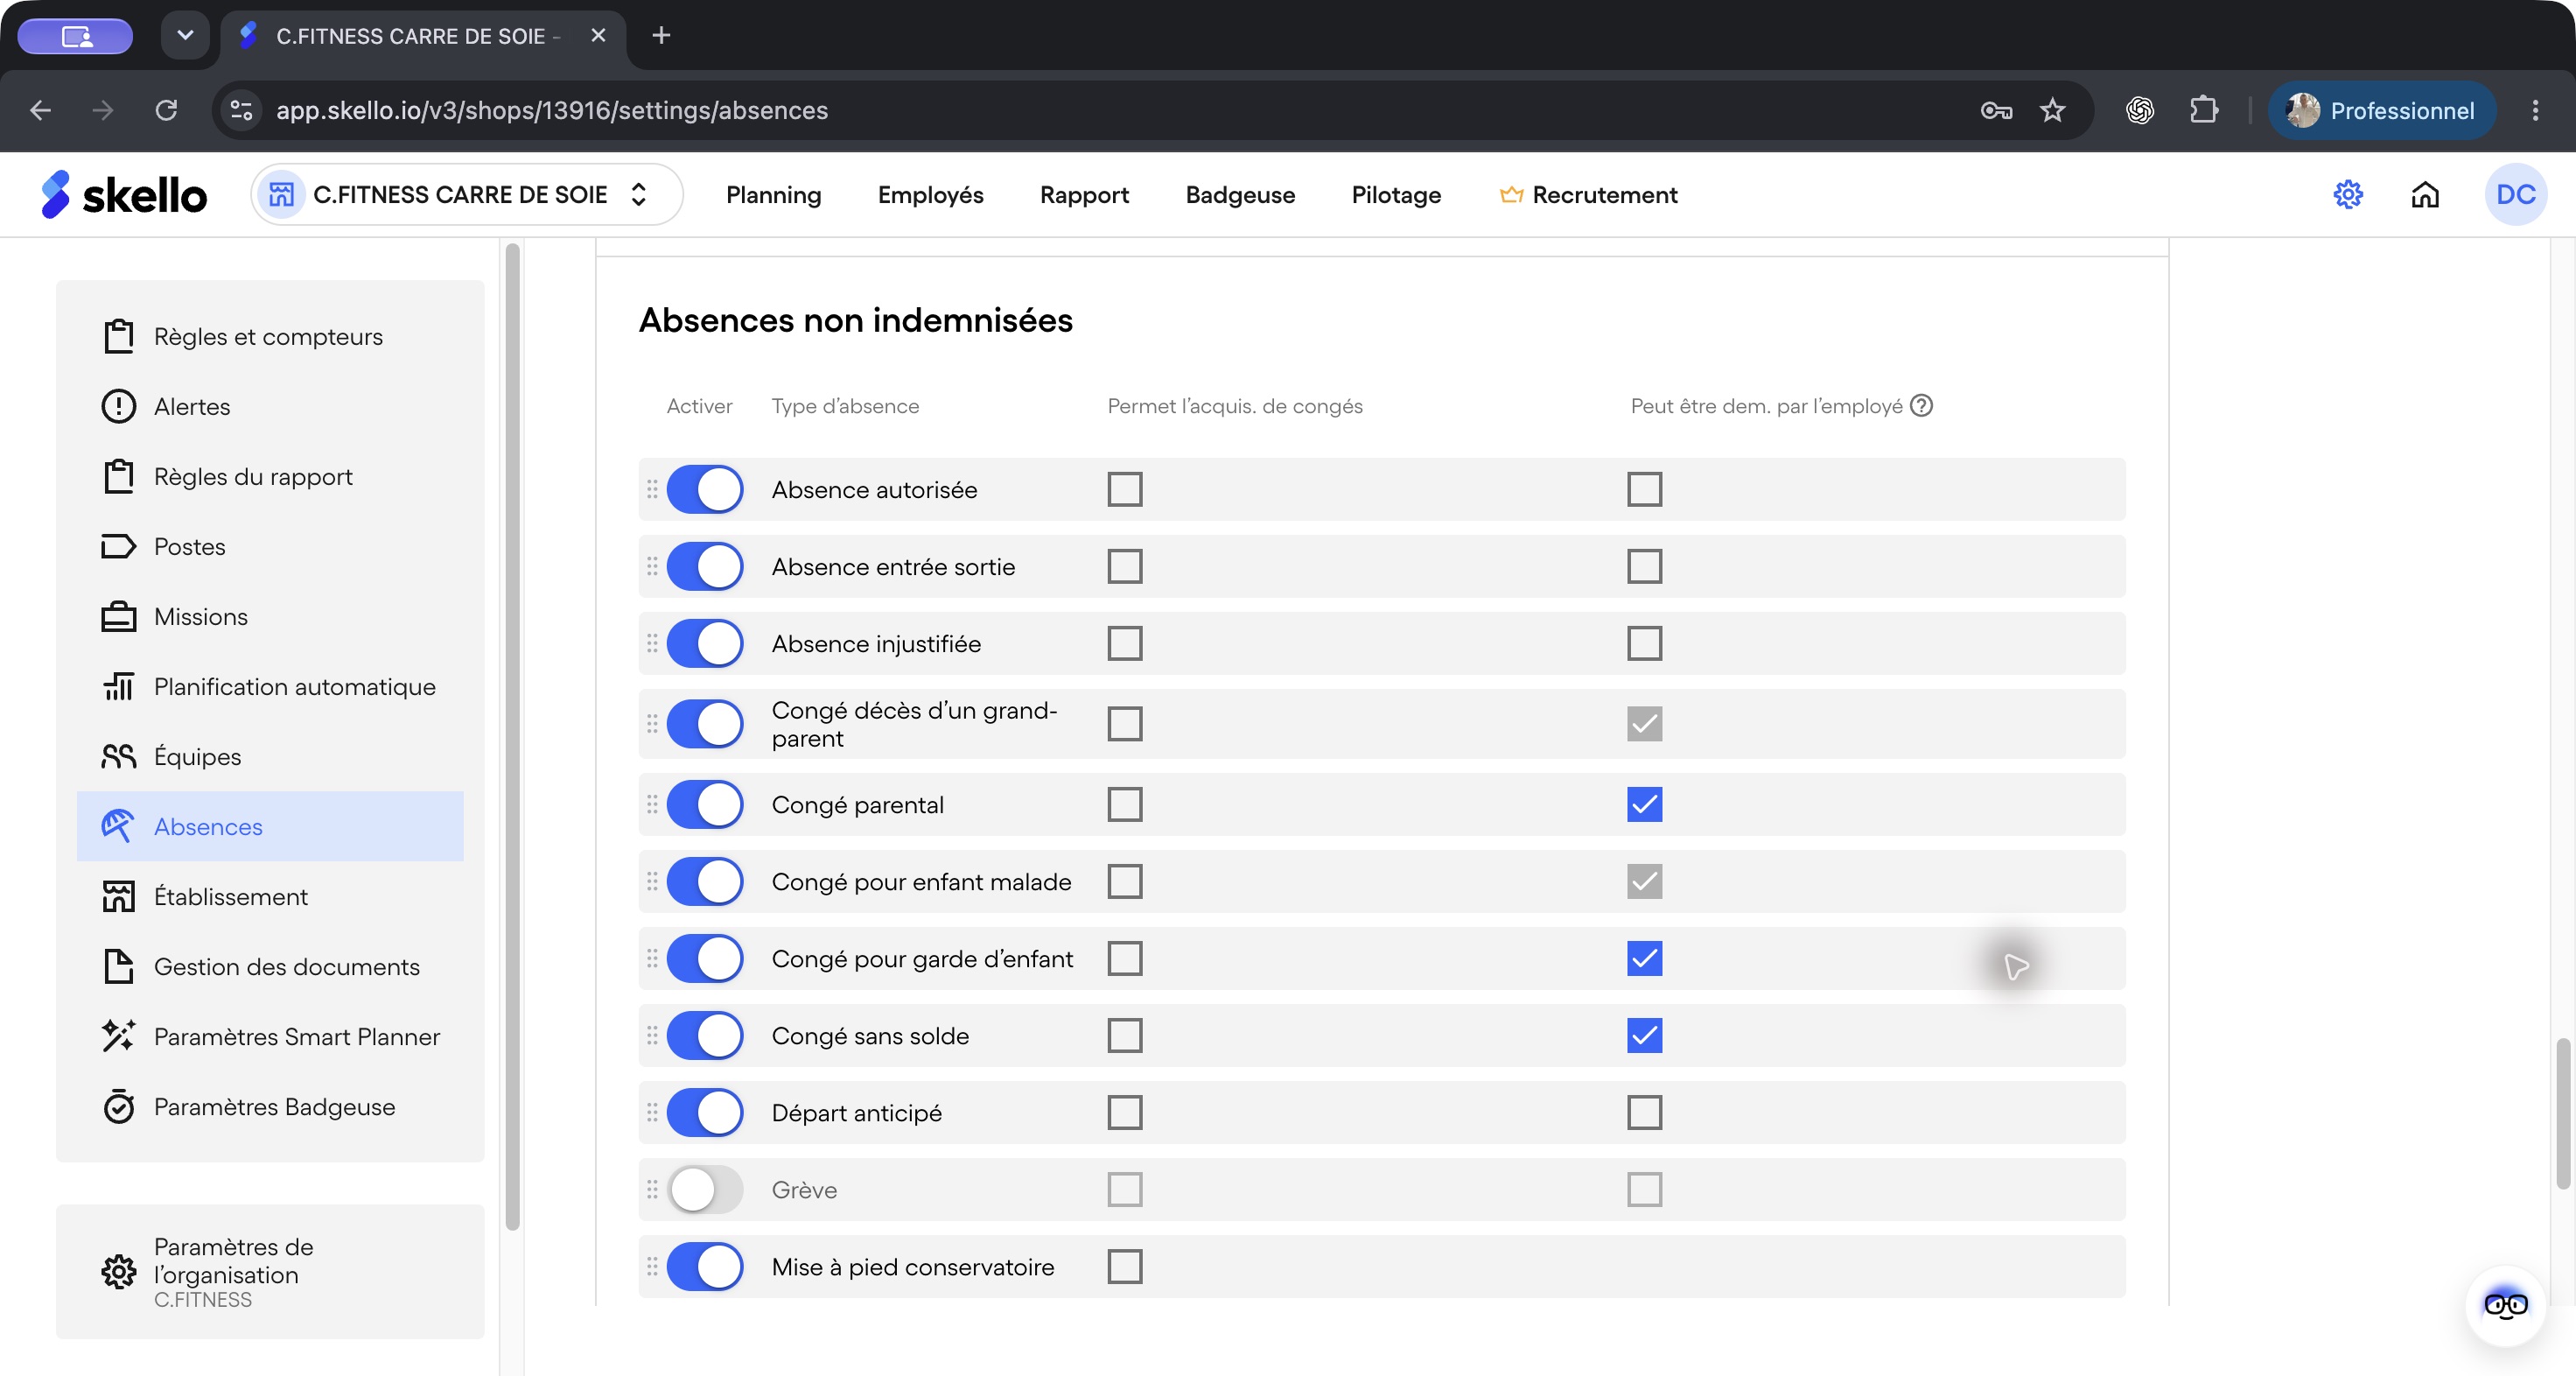 C.FITNESS CARRE DE SOIE -
app.skello.io/v3/shops/13916/settings/absences
Professionnel
skello
C.FITNESS CARRE DE SOIE
Planning
Employés
Rapport
Badgeuse
Pilotage
Recrutement
DC
Règles et compteurs
Alertes
Règles du rapport
Postes
Missions
Planification automatique
Équipes
Absences
Établissement
Gestion des documents
Paramètres Smart Planner
Paramètres Badgeuse
Paramètres de
l’organisation
C.FITNESS
Absences non indemnisées
Activer
Type d’absence
Permet l’acquis. de congés
Peut être dem. par l’employé ?
Absence autorisée
Absence entrée sortie
Absence injustifiée
Congé décès d’un grand-
parent
Congé parental
Congé pour enfant malade
Congé pour garde d’enfant
Congé sans solde
Départ anticipé
Grève
Mise à pied conservatoire